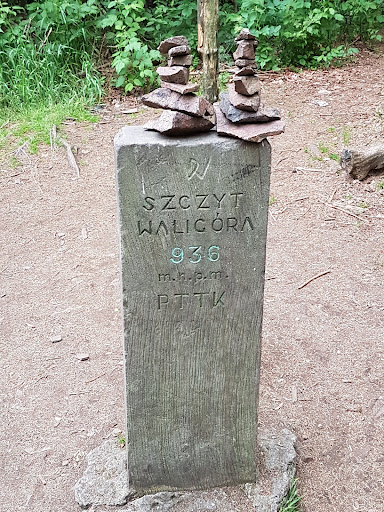 SZCZYT
WALIGÓRA
936
m.n.p.m.
PTTK